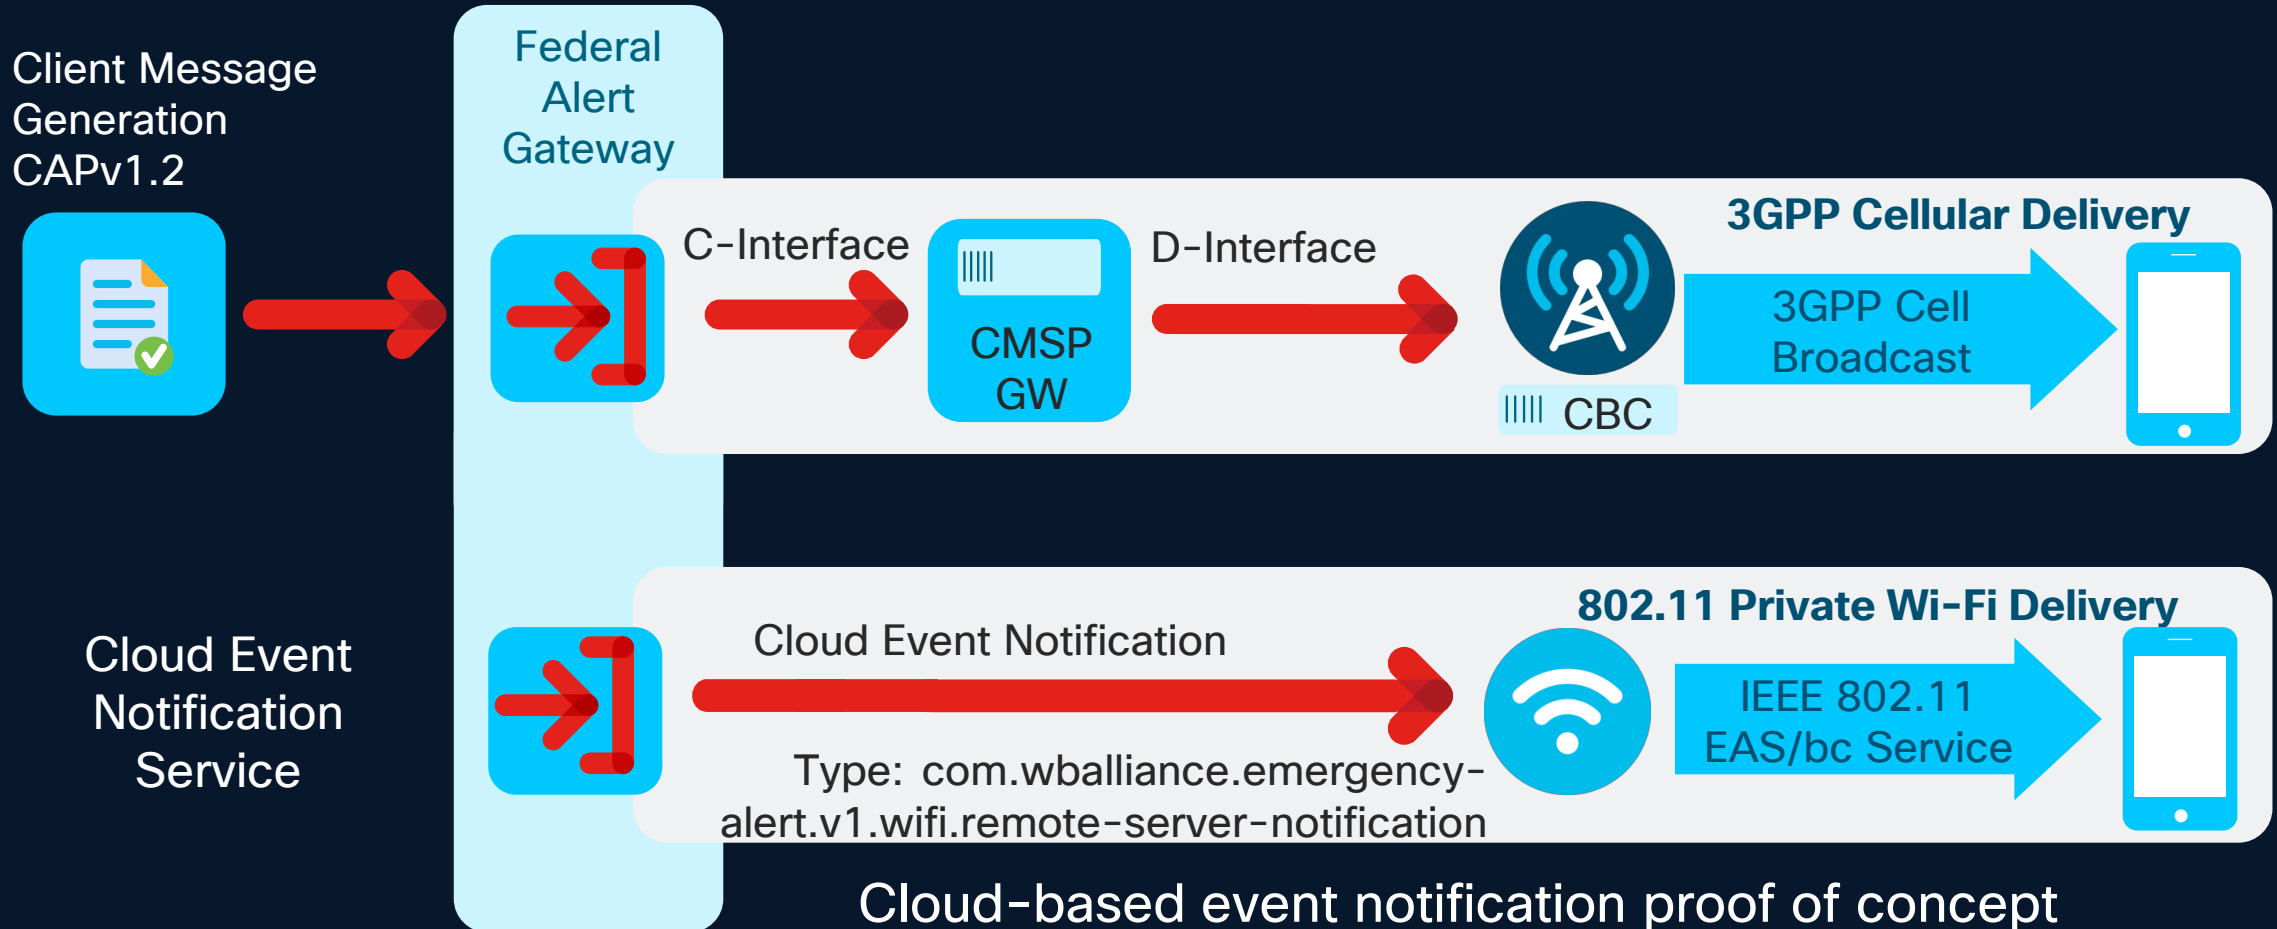 Client Message
Generation
CAPv1.2
Federal
Alert
Gateway
C-Interface
CMSP
GW
D-Interface
CBC
3GPP Cellular Delivery
3GPP Cell
Broadcast
Cloud Event
Notification
Service
Cloud Event Notification
Type: com.wballiance.emergency-
alert.v1.wifi.remote-server-notification
802.11 Private Wi-Fi Delivery
IEEE 802.11
EAS/bc Service
Cloud-based event notification proof of concept